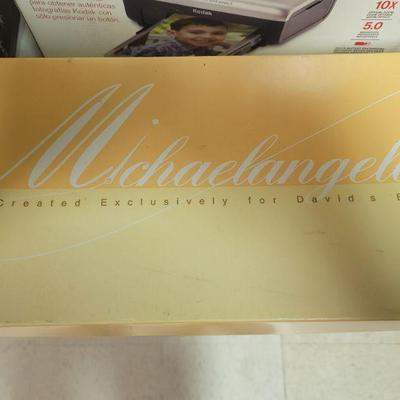 para obtener auténticas
fotografías Kodak con
sólo presionar un botón.
Kodak
10X
5.0
Michaelangel
Created Exclusively for David's